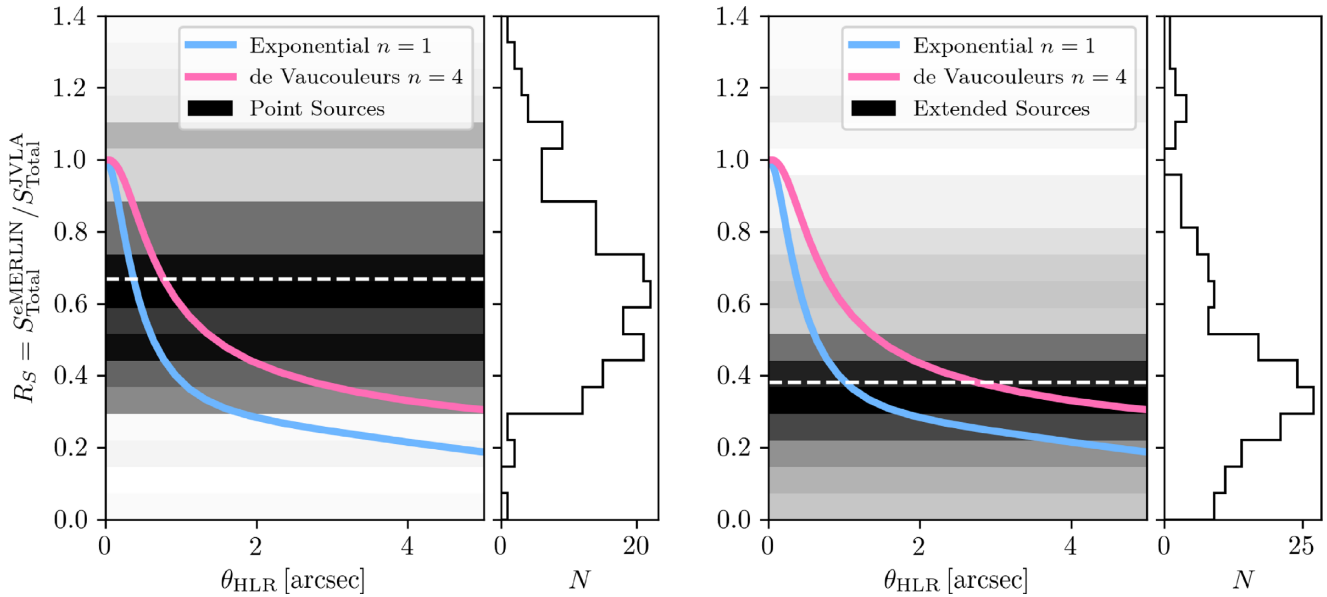 R_S = S_Total^eMERLIN / S_Total^JVLA
1.4
1.2
1.0
0.8
0.6
0.4
0.2
0.0
Exponential n = 1
de Vaucouleurs n = 4
Point Sources
0 2 4
θ_HLR [arcsec]
0 20
N
1.4
1.2
1.0
0.8
0.6
0.4
0.2
0.0
Exponential n = 1
de Vaucouleurs n = 4
Extended Sources
0 2 4
θ_HLR [arcsec]
0 25
N